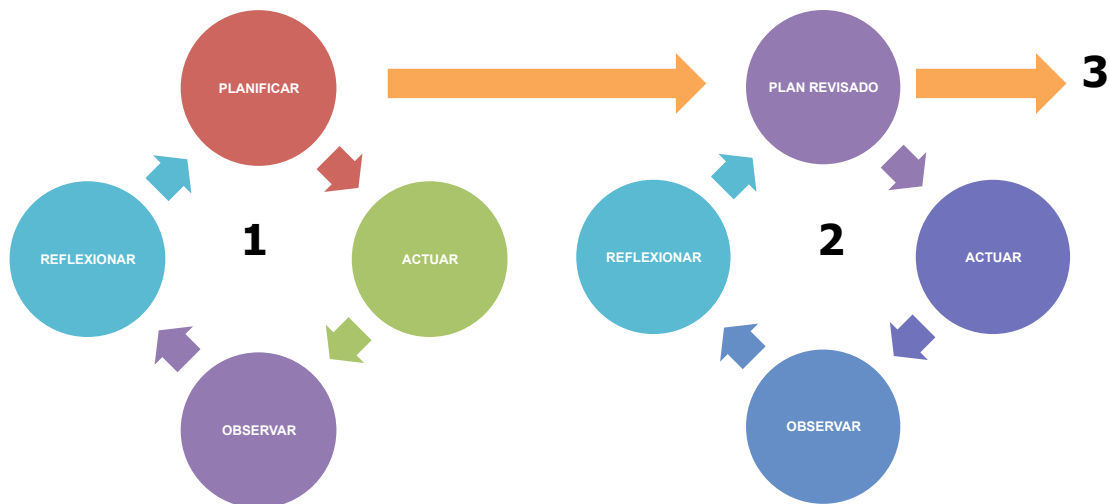 PLANIFICAR
PLAN REVISADO
3
REFLEXIONAR
1
ACTUAR
REFLEXIONAR
2
ACTUAR
OBSERVAR
OBSERVAR